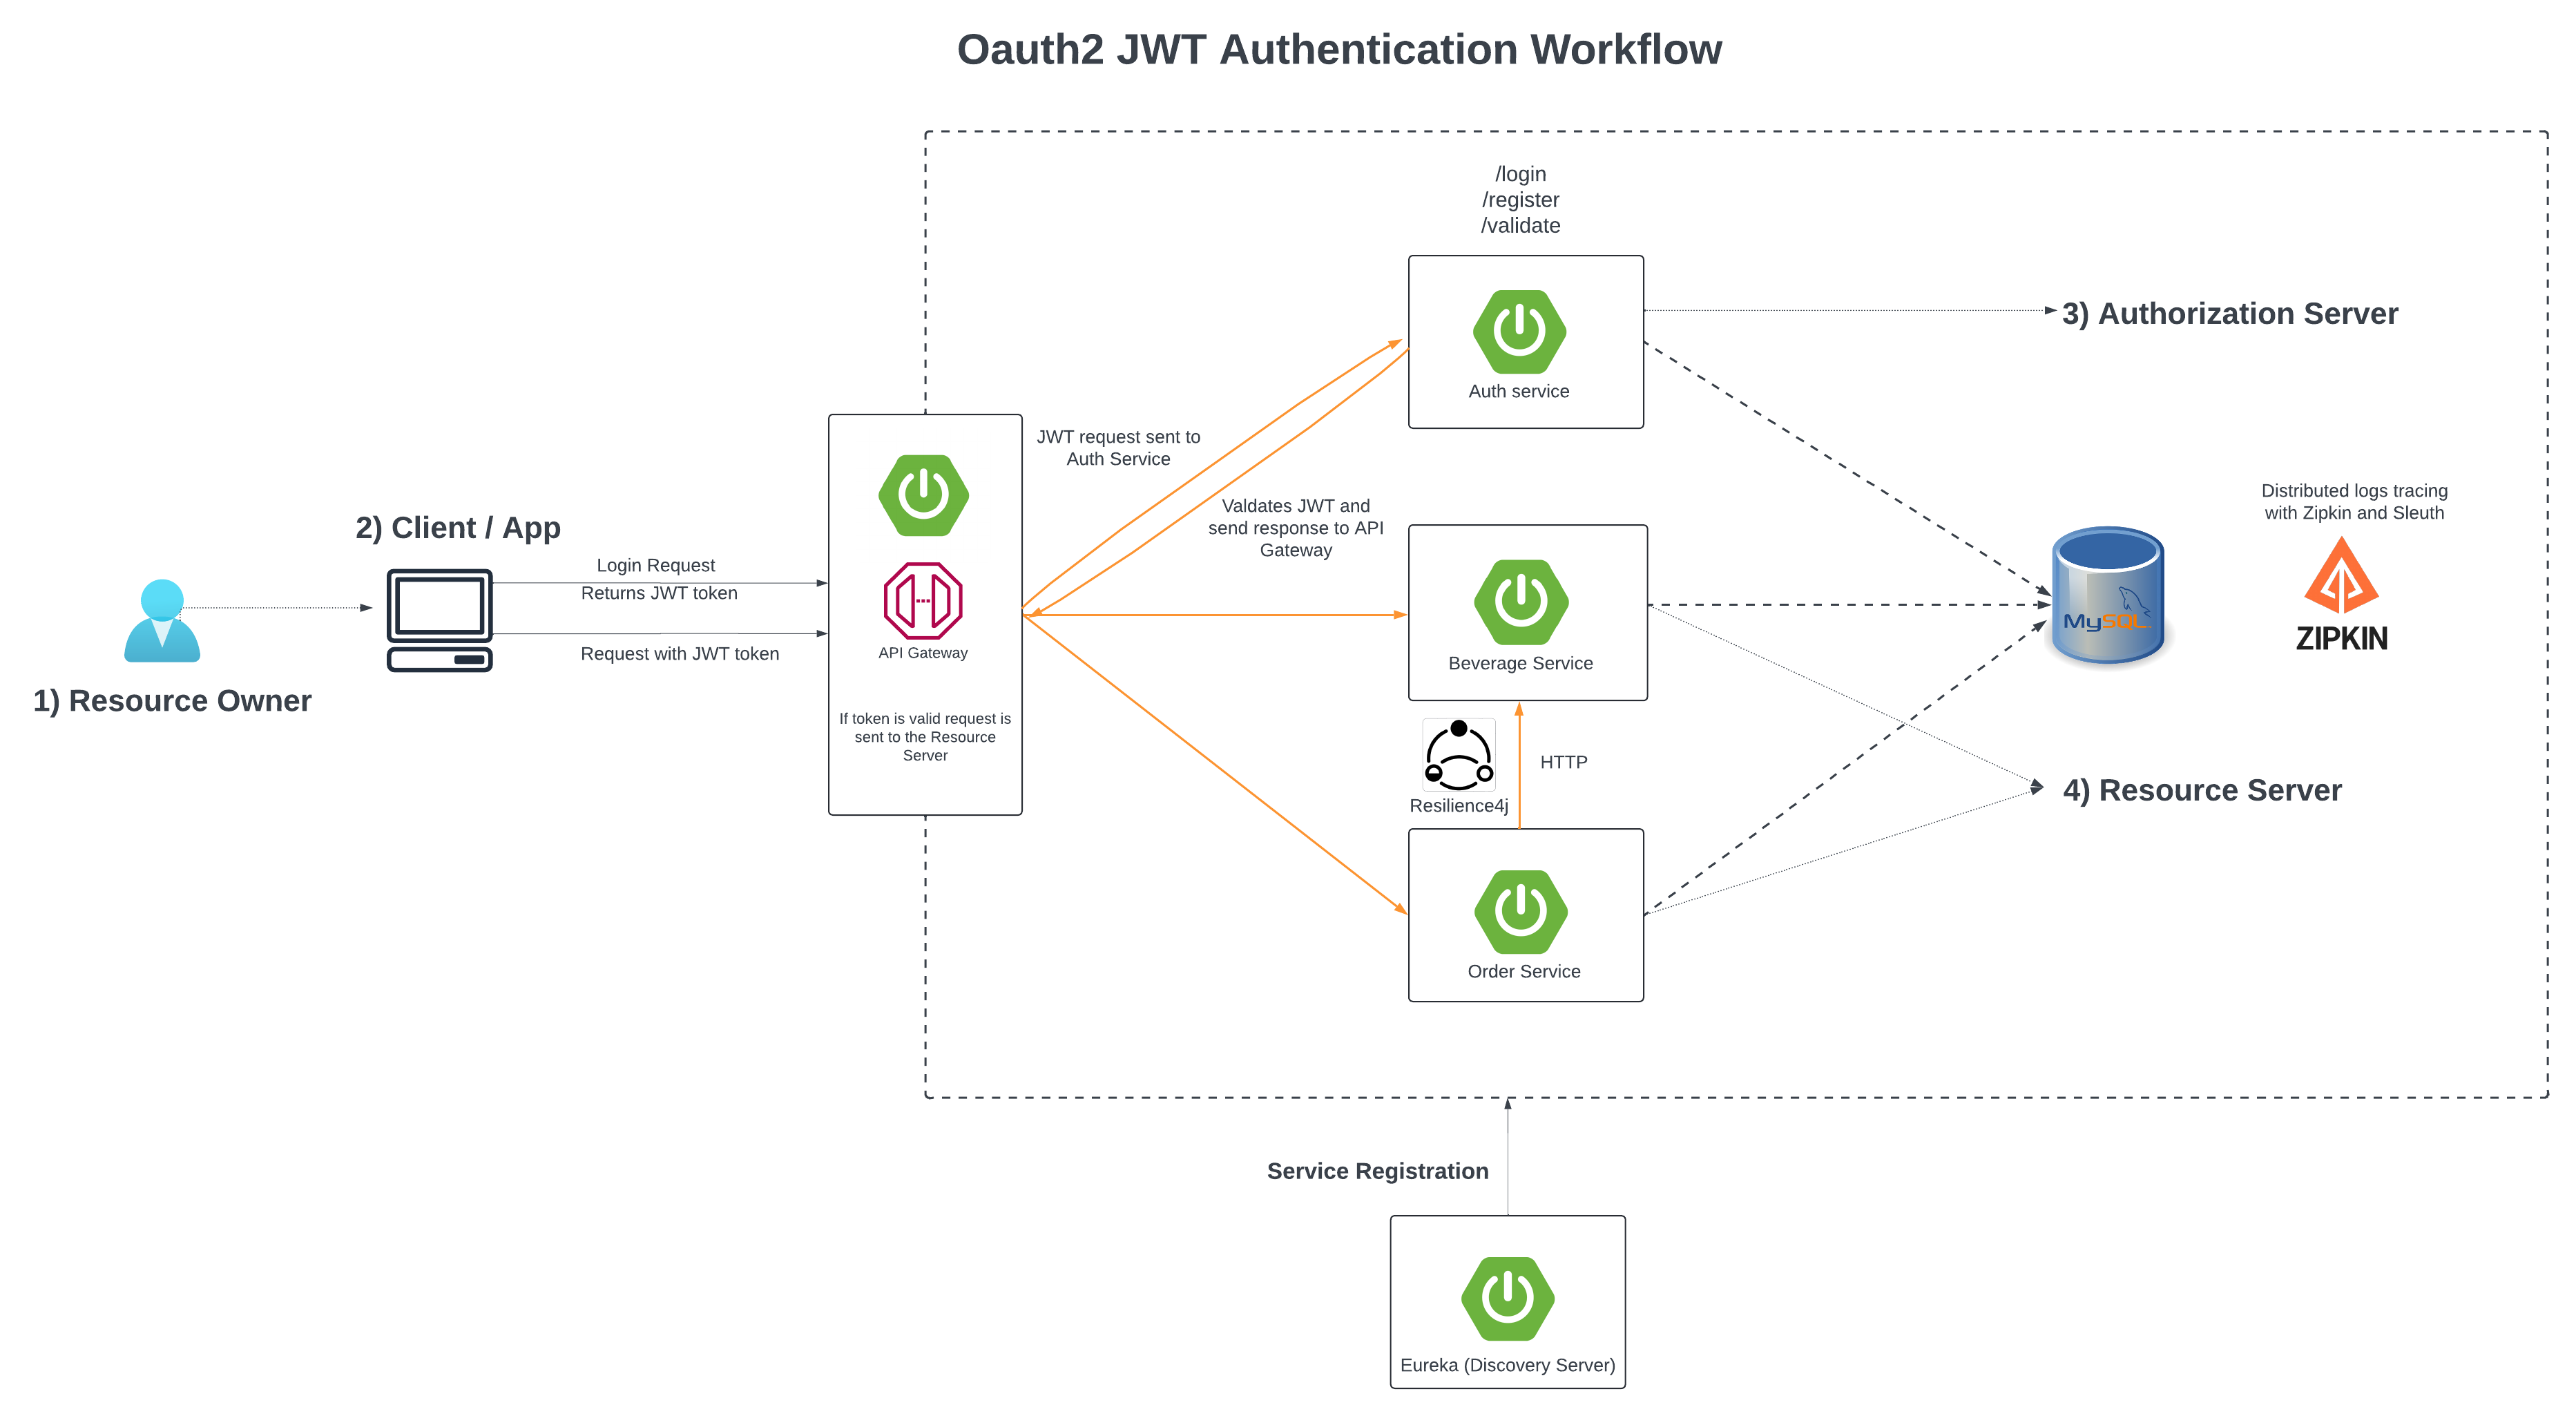 Oauth2 JWT Authentication Workflow
/login
/register
/validate
Auth service
3) Authorization Server
JWT request sent to
Auth Service
Valdates JWT and
send response to API
Gateway
Distributed logs tracing
with Zipkin and Sleuth
ZIPKIN
MySQL
2) Client / App
Login Request
Returns JWT token
Request with JWT token
1) Resource Owner
API Gateway
If token is valid request is
sent to the Resource
Server
Beverage Service
Resilience4j
HTTP
4) Resource Server
Order Service
Service Registration
Eureka (Discovery Server)